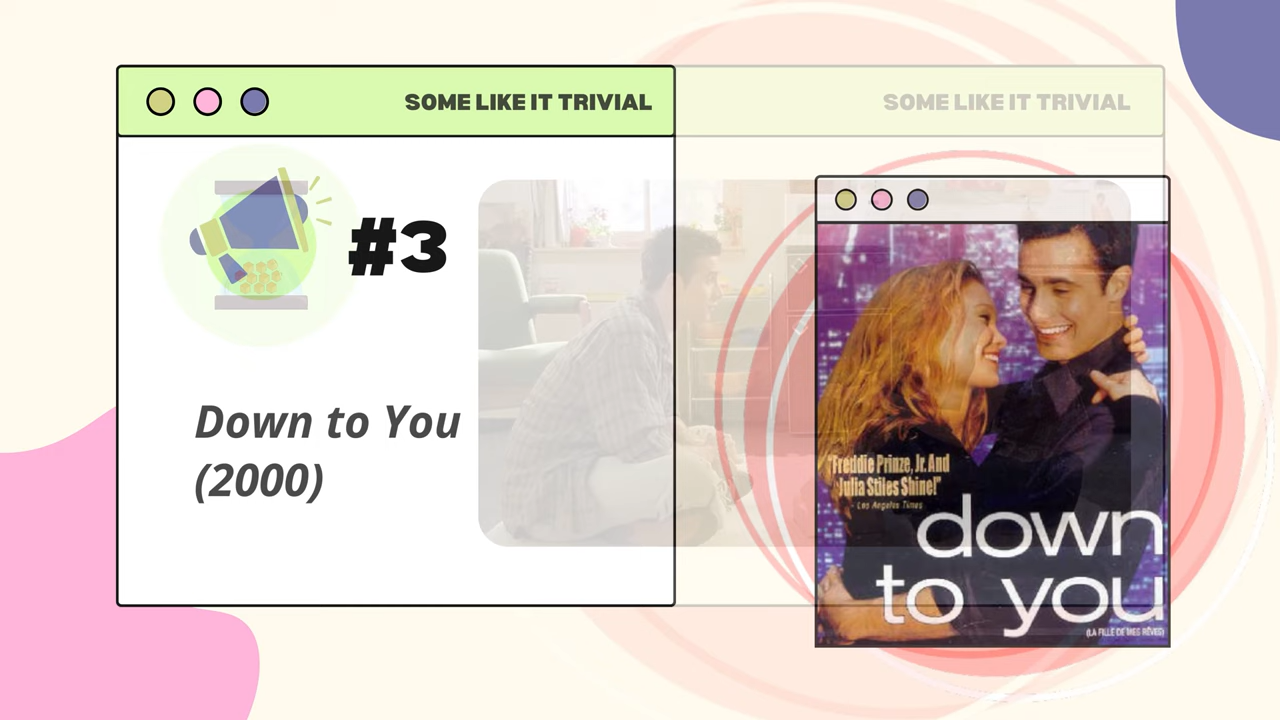 SOME LIKE IT TRIVIAL
SOME LIKE IT TRIVIAL
#3
Down to You
(2000)
"Freddie Prinze, Jr. And
Julia Stiles Shine!"
- Los Angeles Times
down
to you
(LA FILLE DE MES RÊVES)